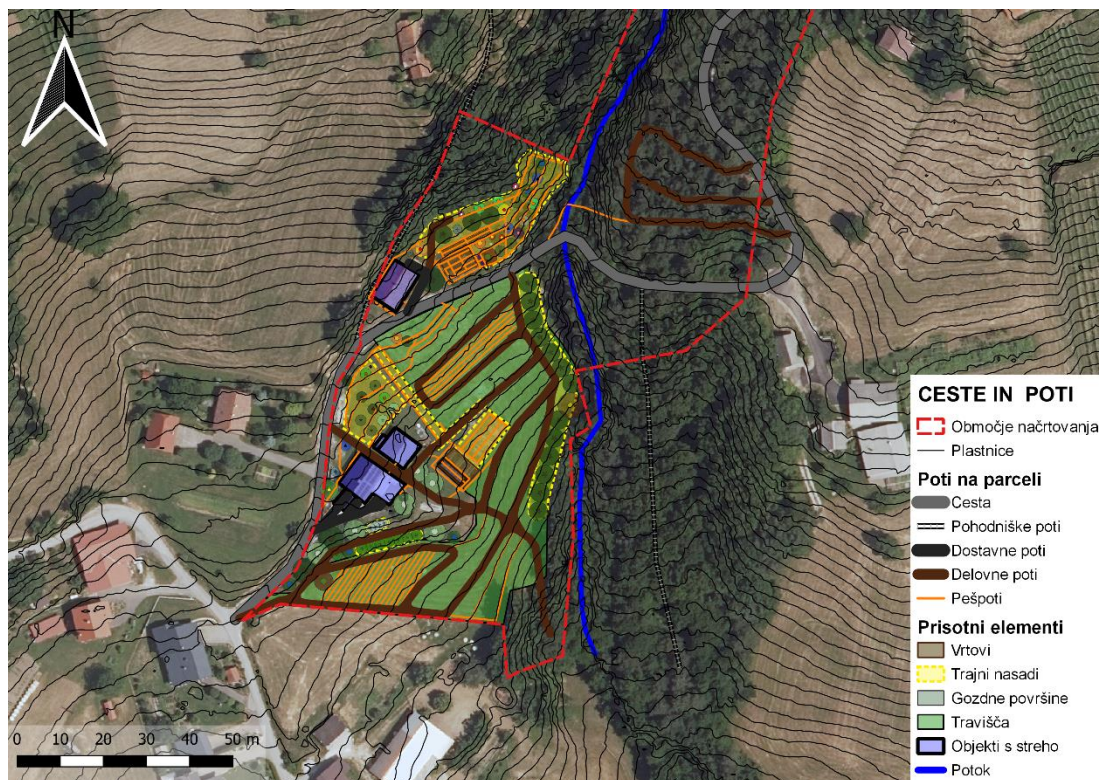 N
CESTE IN POTI
Območje načrtovanja
Plastnice
Poti na parceli
Cesta
Pohodniške poti
Dostavne poti
Delovne poti
Pešpoti
Prisotni elementi
Vrtovi
Trajni nasadi
Gozdne površine
Travišča
Objekti s streho
Potok
0 10 20 30 40 50 m